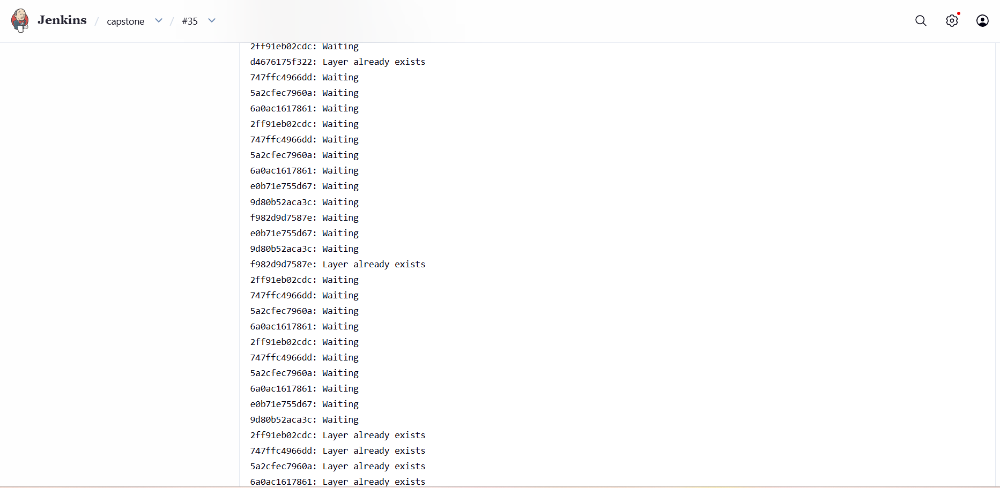 Jenkins / capstone / #35
2ff91eb02cdc: Waiting
d4676175f322: Layer already exists
747ffc4966dd: Waiting
5a2cfec7960a: Waiting
6a0ac1617861: Waiting
2ff91eb02cdc: Waiting
747ffc4966dd: Waiting
5a2cfec7960a: Waiting
6a0ac1617861: Waiting
e0b71e755d67: Waiting
9d80b52aca3c: Waiting
f982d9d7587e: Waiting
e0b71e755d67: Waiting
9d80b52aca3c: Waiting
f982d9d7587e: Layer already exists
2ff91eb02cdc: Waiting
747ffc4966dd: Waiting
5a2cfec7960a: Waiting
6a0ac1617861: Waiting
2ff91eb02cdc: Waiting
747ffc4966dd: Waiting
5a2cfec7960a: Waiting
6a0ac1617861: Waiting
e0b71e755d67: Waiting
9d80b52aca3c: Waiting
2ff91eb02cdc: Layer already exists
747ffc4966dd: Layer already exists
5a2cfec7960a: Layer already exists
6a0ac1617861: Layer already exists